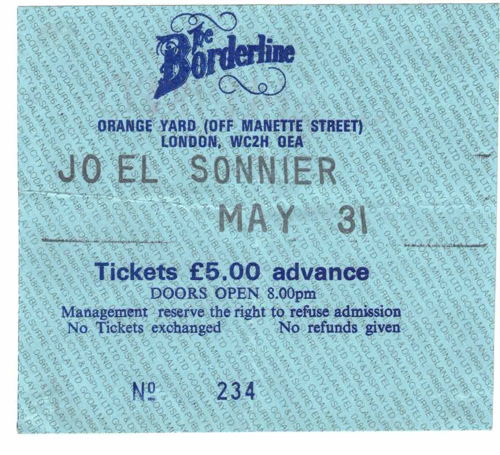 The
Borderline
ORANGE YARD (OFF MANETTE STREET)
LONDON, WC2H OEA
JO EL SONNIER
MAY 31
Tickets £5.00 advance
DOORS OPEN 8.00pm
Management reserve the right to refuse admission
No Tickets exchanged No refunds given
Nº 234